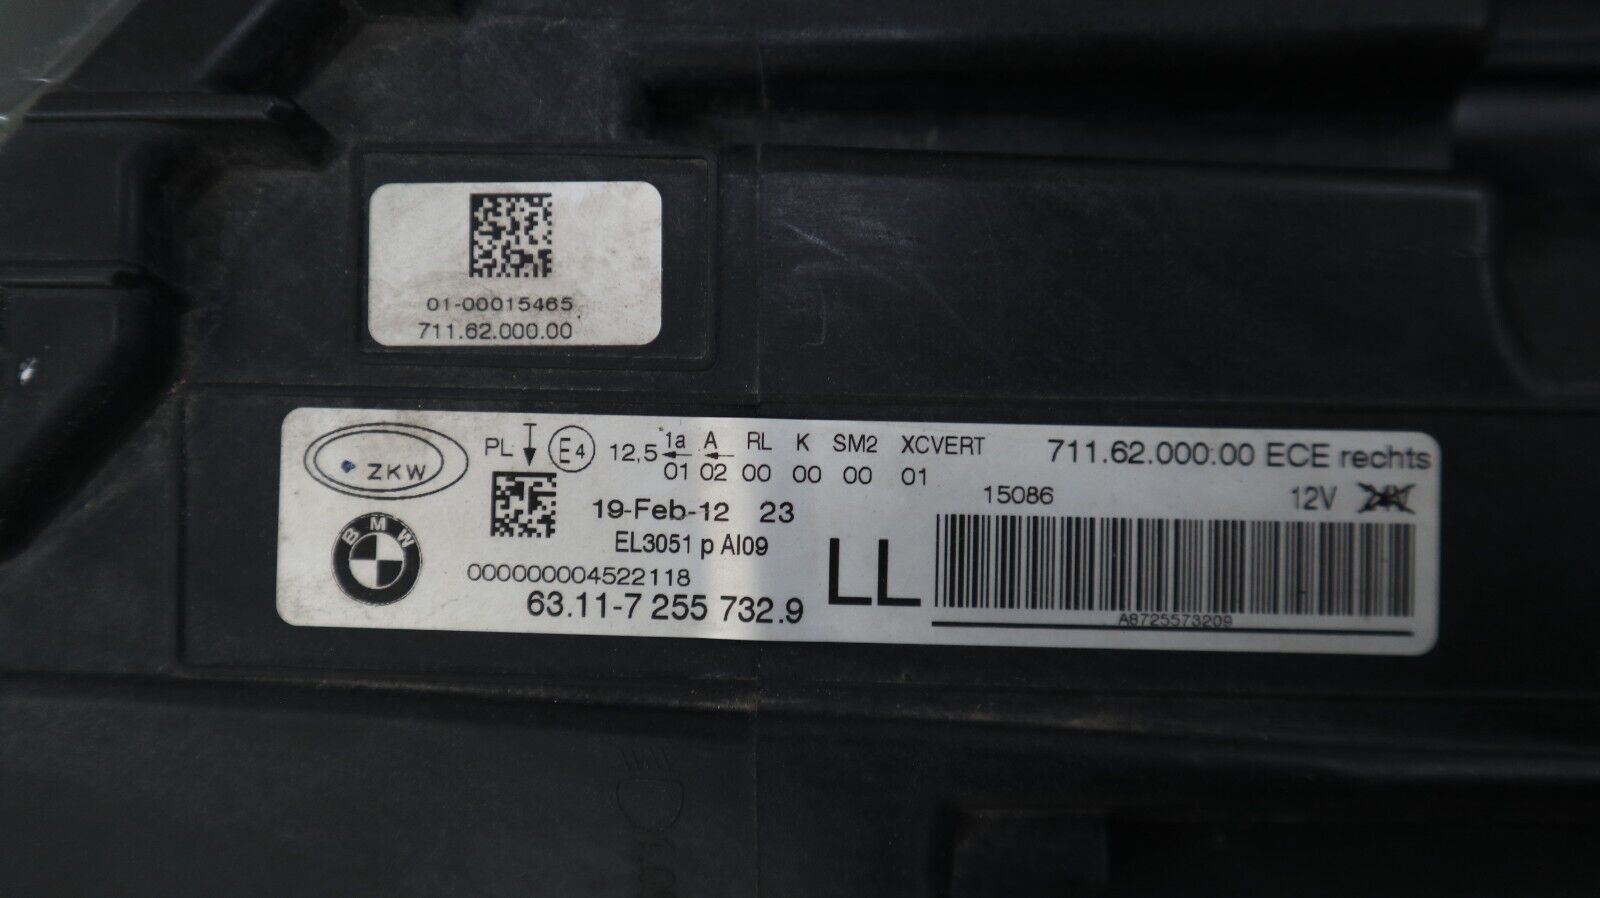 01-00015465
711.62.000.00
ZKW
PL E4 12,5 1a A RL K SM2 XCVERT
01 02 00 00 00 01
711.62.000.00 ECE rechts
15086 12V 24V
19-Feb-12 23
EL3051 p AI09
BMW
000000004522118
63.11-7 255 732.9
LL
A8725573209